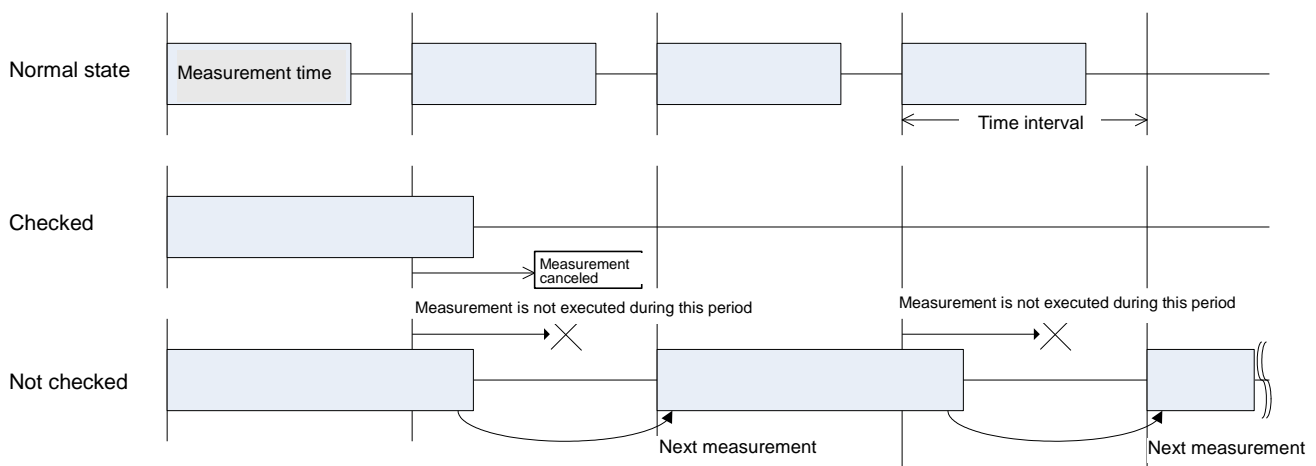 Normal state
Measurement time
Time interval
Checked
Measurement
canceled
Measurement is not executed during this period
Measurement is not executed during this period
Not checked
Next measurement
Next measurement